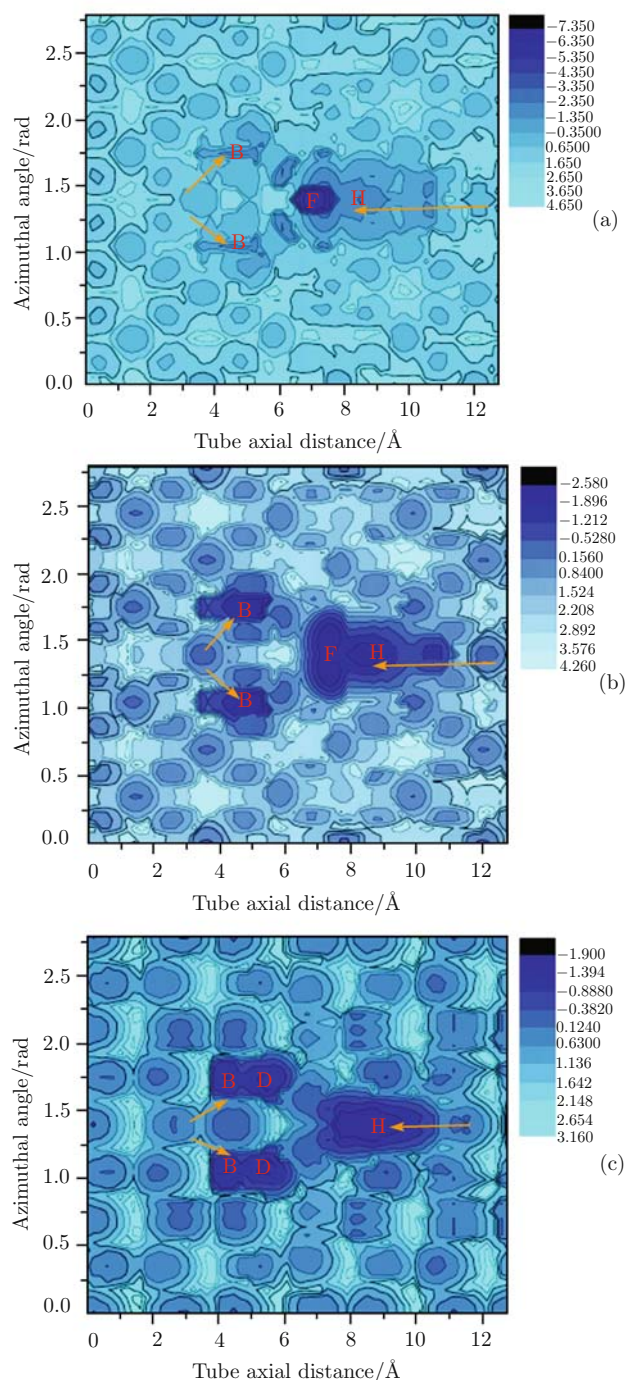 −7.350
−6.350
−5.350
−4.350
−3.350
−2.350
−1.350
−0.3500
0.6500
1.650
2.650
3.650
4.650
(a)
Azimuthal angle/rad
2.5
2.0
1.5
1.0
0.5
0.0
B
F
H
B
0 2 4 6 8 10 12
Tube axial distance/Å
−2.580
−1.896
−1.212
−0.5280
0.1560
0.8400
1.524
2.208
2.892
3.576
4.260
(b)
Azimuthal angle/rad
2.5
2.0
1.5
1.0
0.5
0.0
B
F
H
B
0 2 4 6 8 10 12
Tube axial distance/Å
−1.900
−1.394
−0.8880
−0.3820
0.1240
0.6300
1.136
1.642
2.148
2.654
3.160
(c)
Azimuthal angle/rad
2.5
2.0
1.5
1.0
0.5
0.0
B D
H
B D
0 2 4 6 8 10 12
Tube axial distance/Å